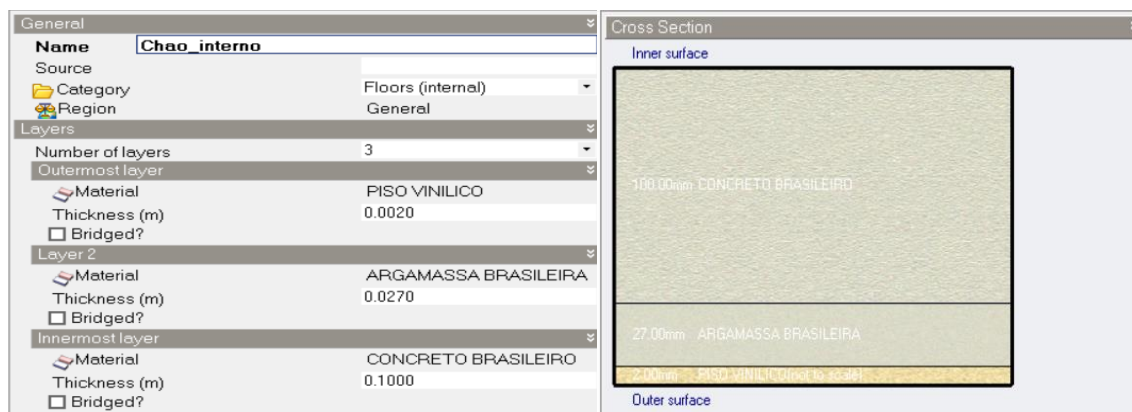 General
Name Chao_interno
Source
Category Floors (internal)
Region General
Layers
Number of layers 3
Outermost layer
Material PISO VINILICO
Thickness (m) 0.0020
Bridged?
Layer 2
Material ARGAMASSA BRASILEIRA
Thickness (m) 0.0270
Bridged?
Innermost layer
Material CONCRETO BRASILEIRO
Thickness (m) 0.1000
Bridged?
Cross Section
Inner surface
100.00mm CONCRETO BRASILEIRO
27.00mm ARGAMASSA BRASILEIRA
2.00mm PISO VINILICO(not to scale)
Outer surface